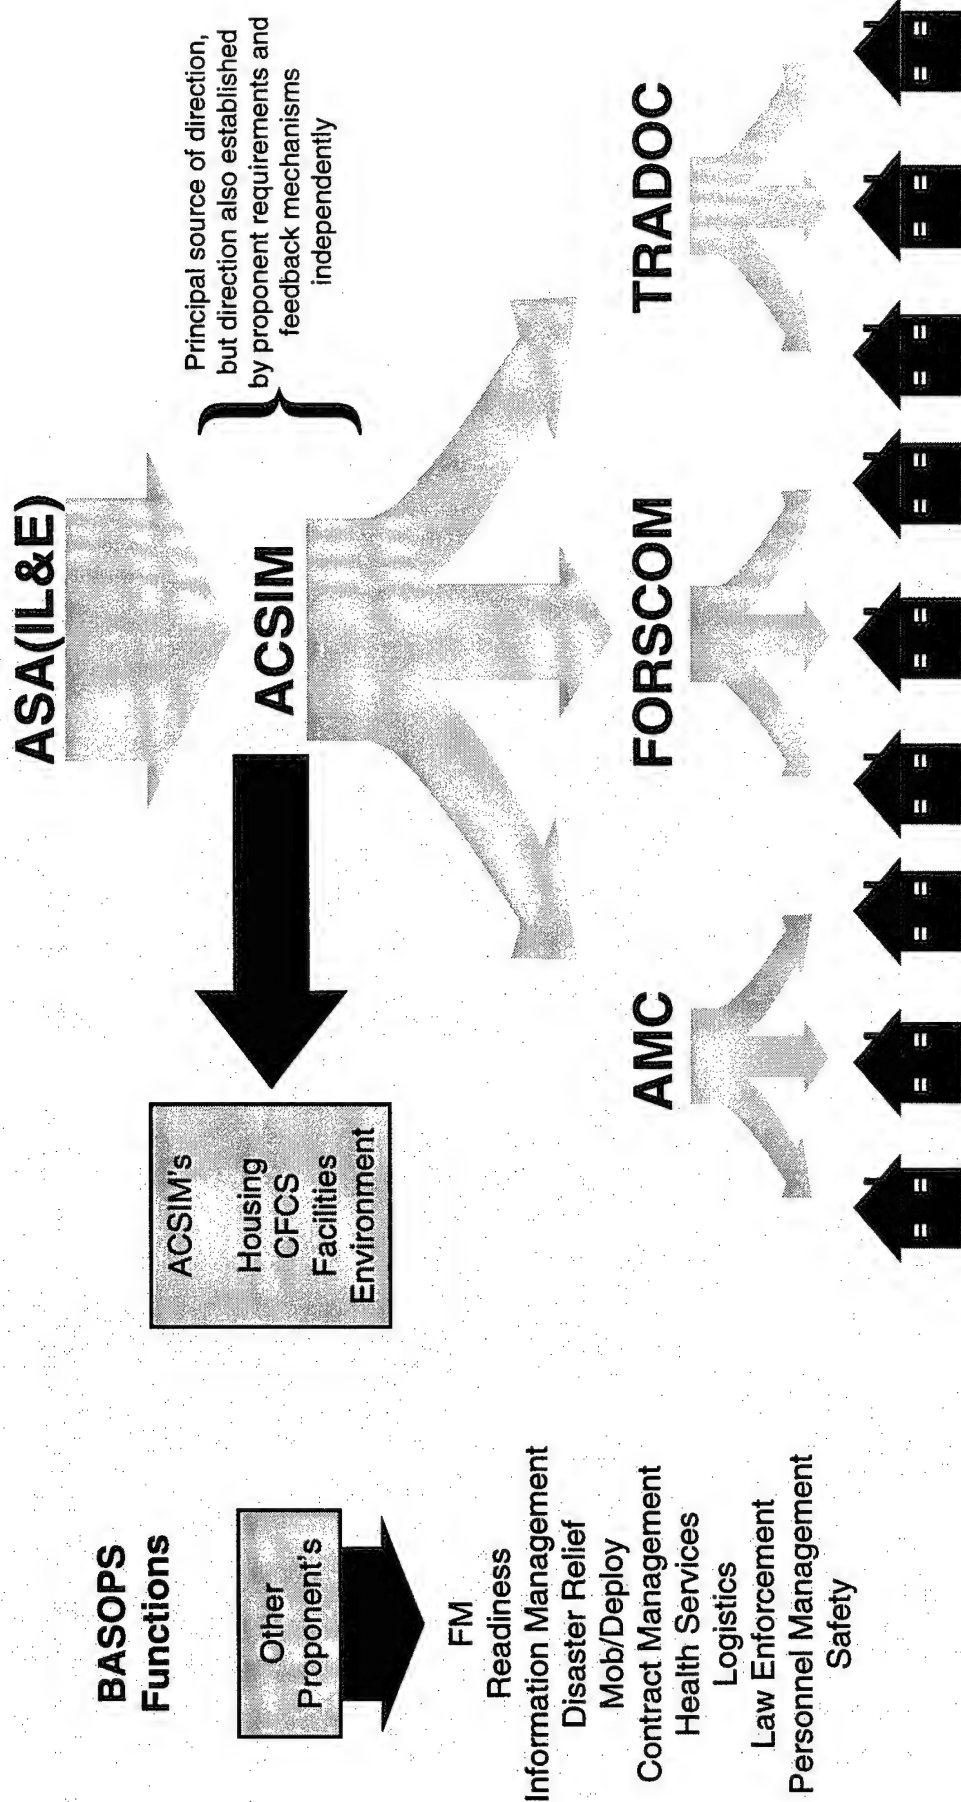 BASOPS
Functions
Other
Proponent's
FM
Readiness
Information Management
Disaster Relief
Mob/Deploy
Contract Management
Health Services
Logistics
Law Enforcement
Personnel Management
Safety
ACSIM's
Housing
CFCS
Facilities
Environment
ASA(IL&E)
ACSIM
Principal source of direction,
but direction also established
by proponent requirements and
feedback mechanisms
independently
AMC
FORSCOM
TRADOC